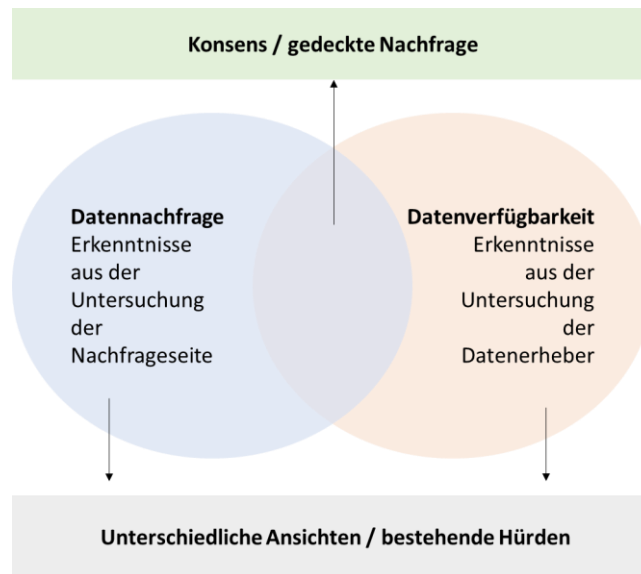 Konsens / gedeckte Nachfrage
Datennachfrage
Erkenntnisse
aus der
Untersuchung
der
Nachfrageseite
Datenverfügbarkeit
Erkenntnisse
aus der
Untersuchung
der
Datenerheber
Unterschiedliche Ansichten / bestehende Hürden